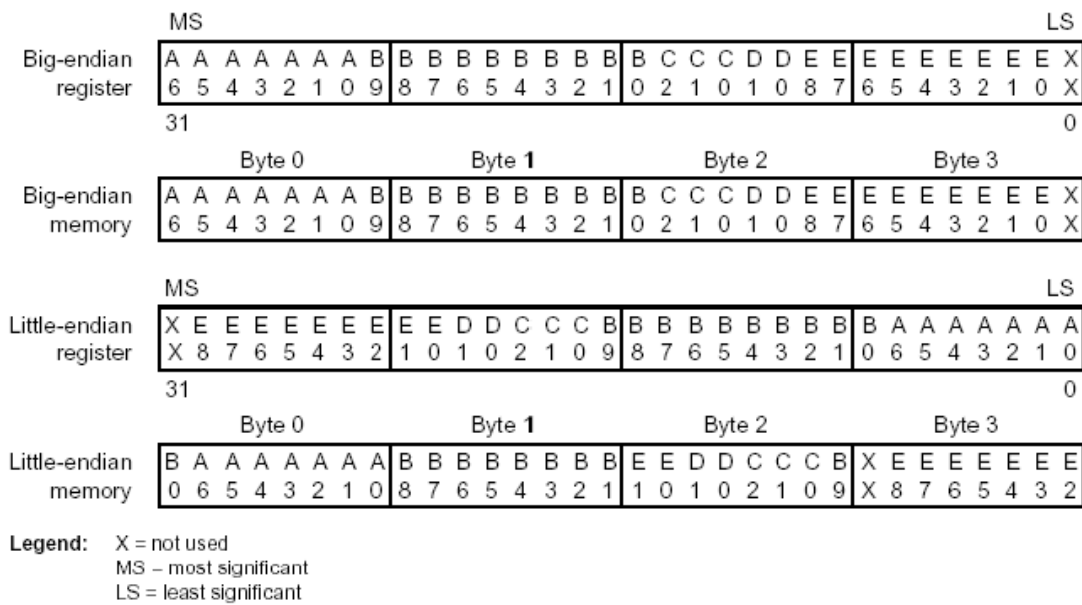 MS LS
Big-endian register
A A A A A A A B B B B B B B B B B C C C D D E E E E E E E E E X
6 5 4 3 2 1 0 9 8 7 6 5 4 3 2 1 0 2 1 0 1 0 8 7 6 5 4 3 2 1 0 X
31 0
Byte 0 Byte 1 Byte 2 Byte 3
Big-endian memory
A A A A A A A B B B B B B B B B B C C C D D E E E E E E E E E X
6 5 4 3 2 1 0 9 8 7 6 5 4 3 2 1 0 2 1 0 1 0 8 7 6 5 4 3 2 1 0 X
MS LS
Little-endian register
X E E E E E E E E E D D C C C B B B B B B B B B B A A A A A A A
X 8 7 6 5 4 3 2 1 0 1 0 2 1 0 9 8 7 6 5 4 3 2 1 0 6 5 4 3 2 1 0
31 0
Byte 0 Byte 1 Byte 2 Byte 3
Little-endian memory
B A A A A A A A B B B B B B B B E E D D C C C B X E E E E E E E
0 6 5 4 3 2 1 0 8 7 6 5 4 3 2 1 1 0 1 0 2 1 0 9 X 8 7 6 5 4 3 2
Legend: X = not used
MS – most significant
LS = least significant